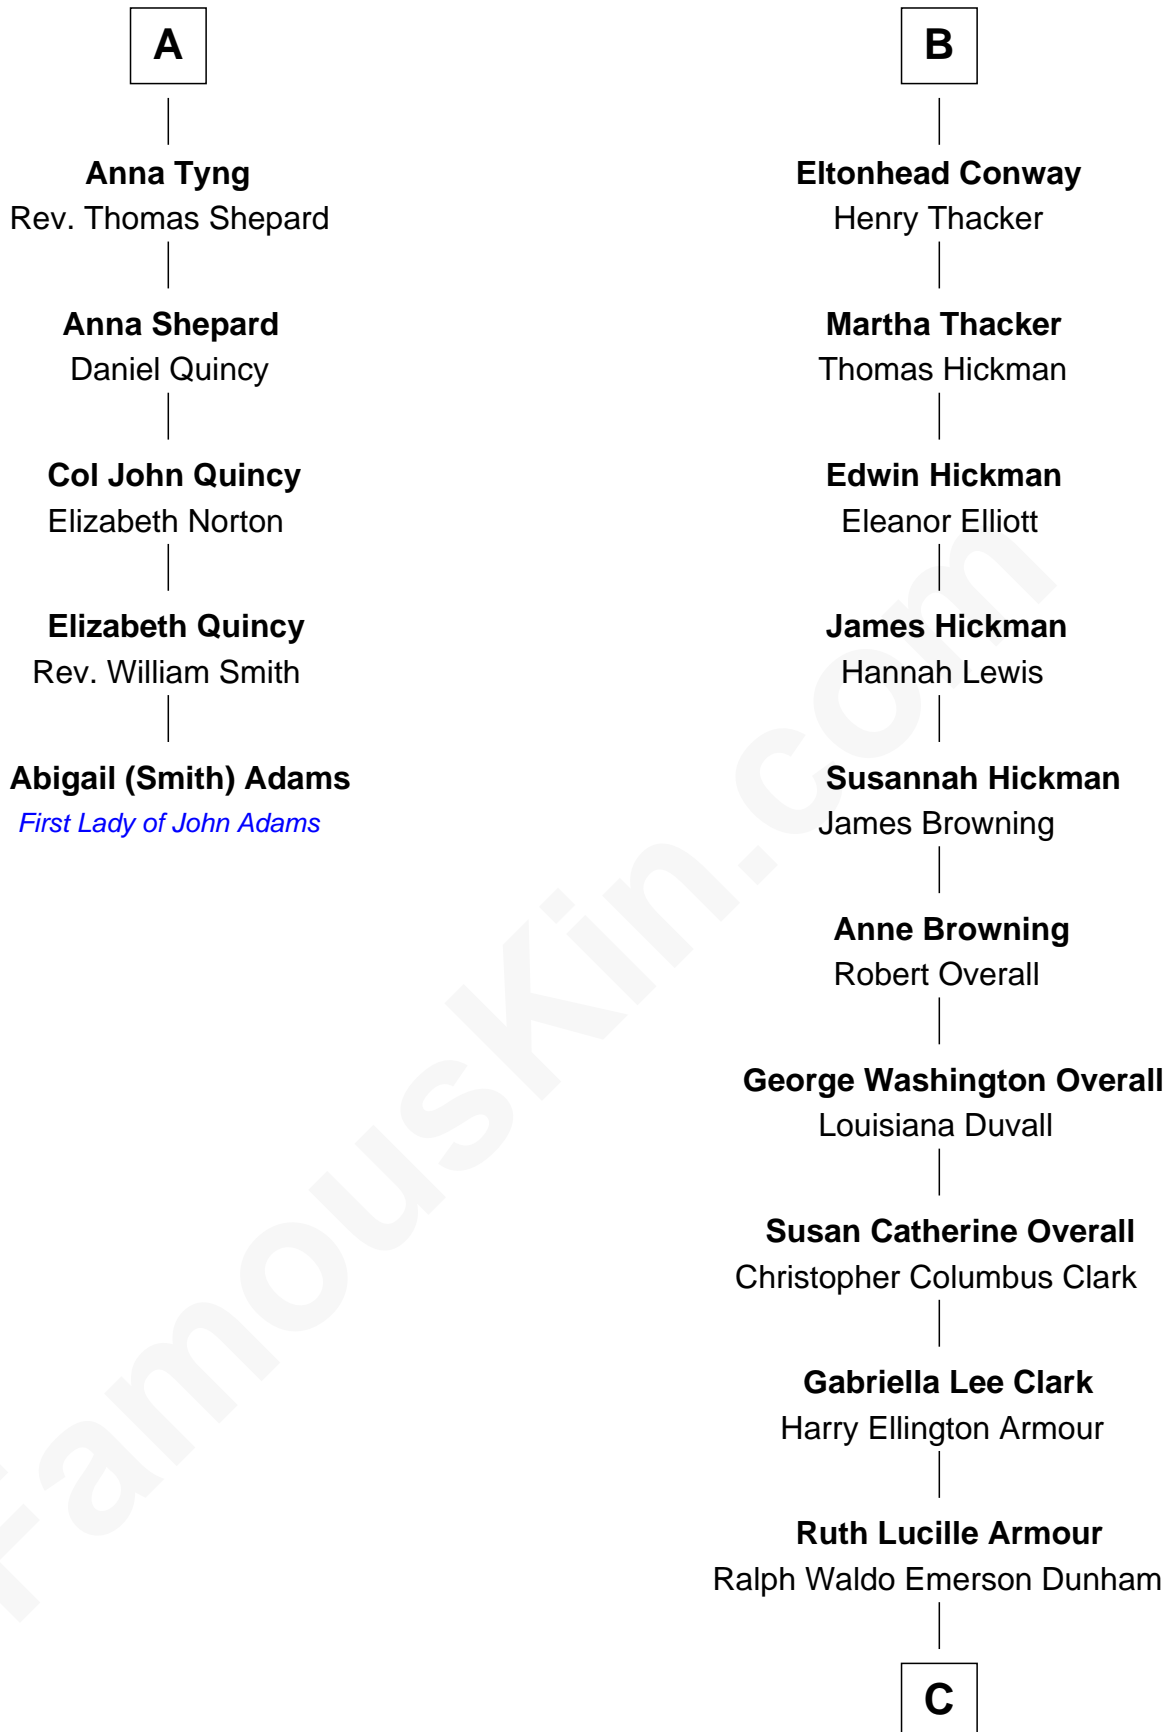 A
Anna Tyng
Rev. Thomas Shepard
Anna Shepard
Daniel Quincy
Col John Quincy
Elizabeth Norton
Elizabeth Quincy
Rev. William Smith
Abigail (Smith) Adams
First Lady of John Adams
B
Eltonhead Conway
Henry Thacker
Martha Thacker
Thomas Hickman
Edwin Hickman
Eleanor Elliott
James Hickman
Hannah Lewis
Susannah Hickman
James Browning
Anne Browning
Robert Overall
George Washington Overall
Louisiana Duvall
Susan Catherine Overall
Christopher Columbus Clark
Gabriella Lee Clark
Harry Ellington Armour
Ruth Lucille Armour
Ralph Waldo Emerson Dunham
C
FamousKin.com